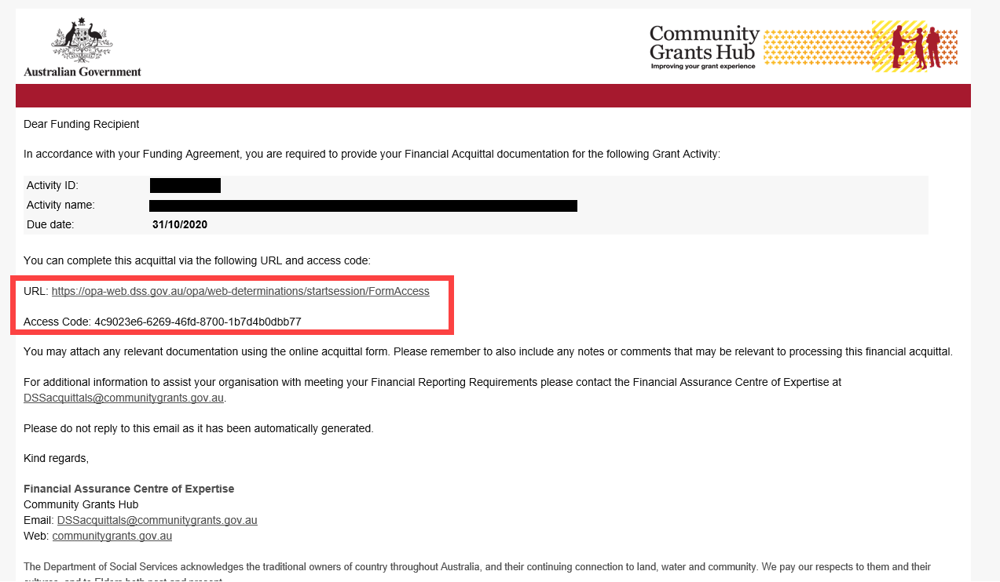 Australian Government
Community
Grants Hub
Improving your grant experience
Dear Funding Recipient
In accordance with your Funding Agreement, you are required to provide your Financial Acquittal documentation for the following Grant Activity:
Activity ID:
Activity name:
Due date: 31/10/2020
You can complete this acquittal via the following URL and access code:
URL: https://opa-web.dss.gov.au/opa/web-determinations/startsession/FormAccess
Access Code: 4c9023e6-6269-46fd-8700-1b7d4b0dbb77
You may attach any relevant documentation using the online acquittal form. Please remember to also include any notes or comments that may be relevant to processing this financial acquittal.
For additional information to assist your organisation with meeting your Financial Reporting Requirements please contact the Financial Assurance Centre of Expertise at
DSSacquittals@communitygrants.gov.au.
Please do not reply to this email as it has been automatically generated.
Kind regards,
Financial Assurance Centre of Expertise
Community Grants Hub
Email: DSSacquittals@communitygrants.gov.au
Web: communitygrants.gov.au
The Department of Social Services acknowledges the traditional owners of country throughout Australia, and their continuing connection to land, water and community. We pay our respects to them and their
cultures, and to Elders both past and present.